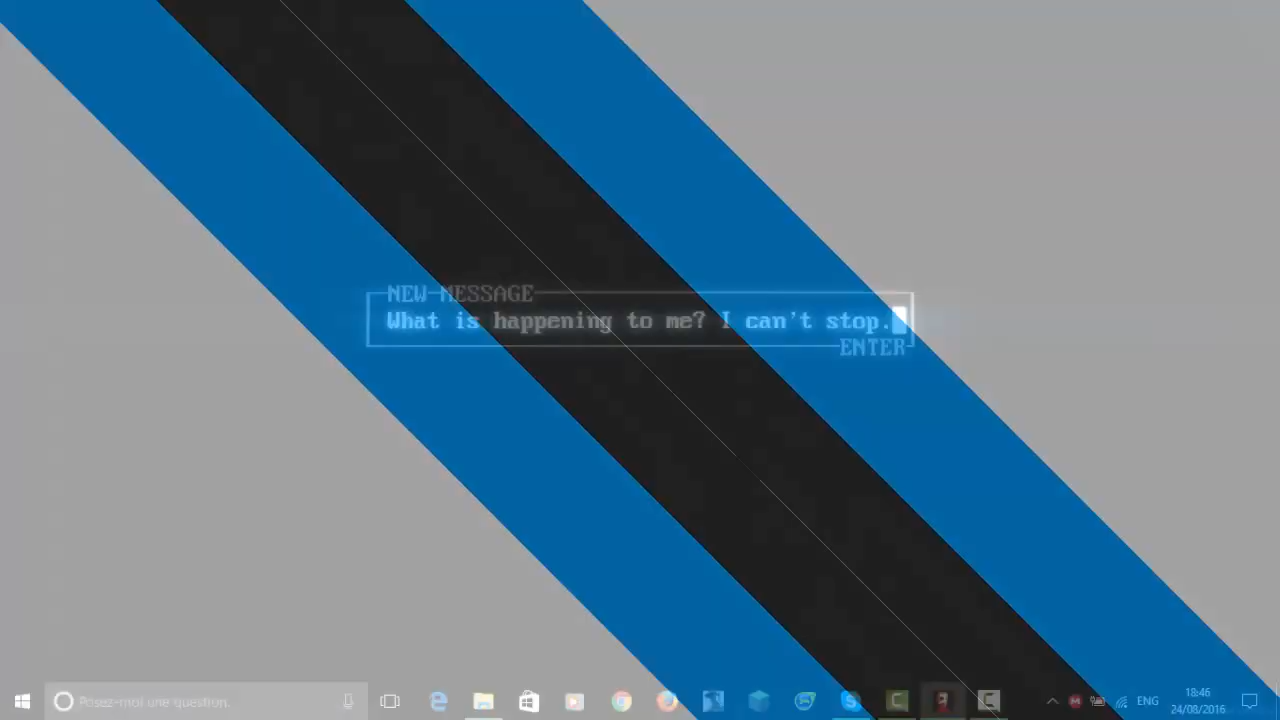 NEW MESSAGE
What is happening to me? I can't stop.
ENTER
Posez-moi une question.
ENG
18:46
24/08/2016